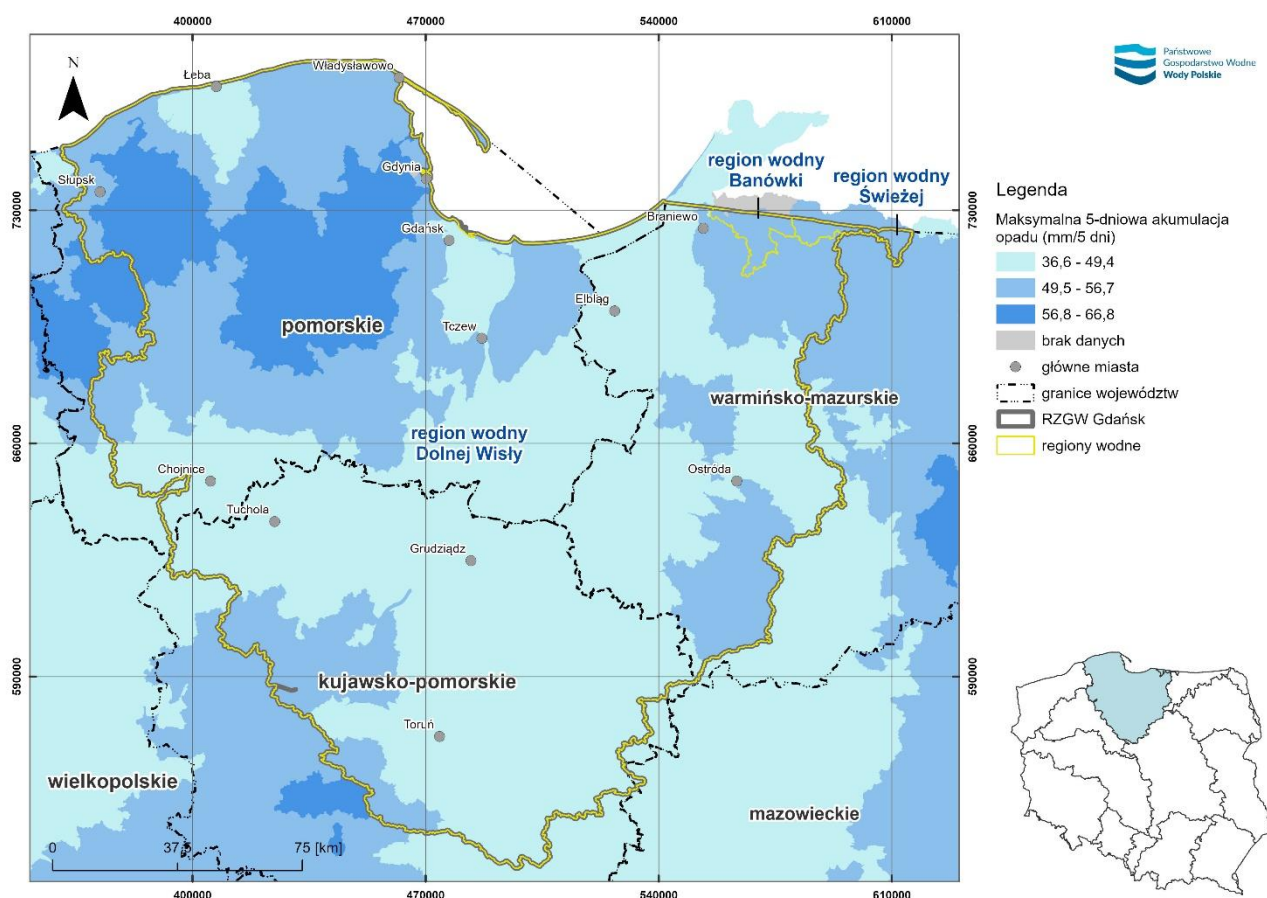 400000
470000
540000
610000
N
Łeba
Władysławowo
Słupsk
Gdynia
Gdańsk
730000
730000
region wodny
Banówki
region wodny
Świeżej
Braniewo
Elbląg
Tczew
pomorskie
warmińsko-mazurskie
region wodny
Dolnej Wisły
660000
660000
Chojnice
Tuchola
Ostróda
Grudziądz
590000
590000
kujawsko-pomorskie
Toruń
wielkopolskie
mazowieckie
0
37,5
75 [km]
400000
470000
540000
610000
Państwowe
Gospodarstwo Wodne
Wody Polskie
Legenda
Maksymalna 5-dniowa akumulacja
opadu (mm/5 dni)
36,6 - 49,4
49,5 - 56,7
56,8 - 66,8
brak danych
główne miasta
granice województw
RZGW Gdańsk
regiony wodne